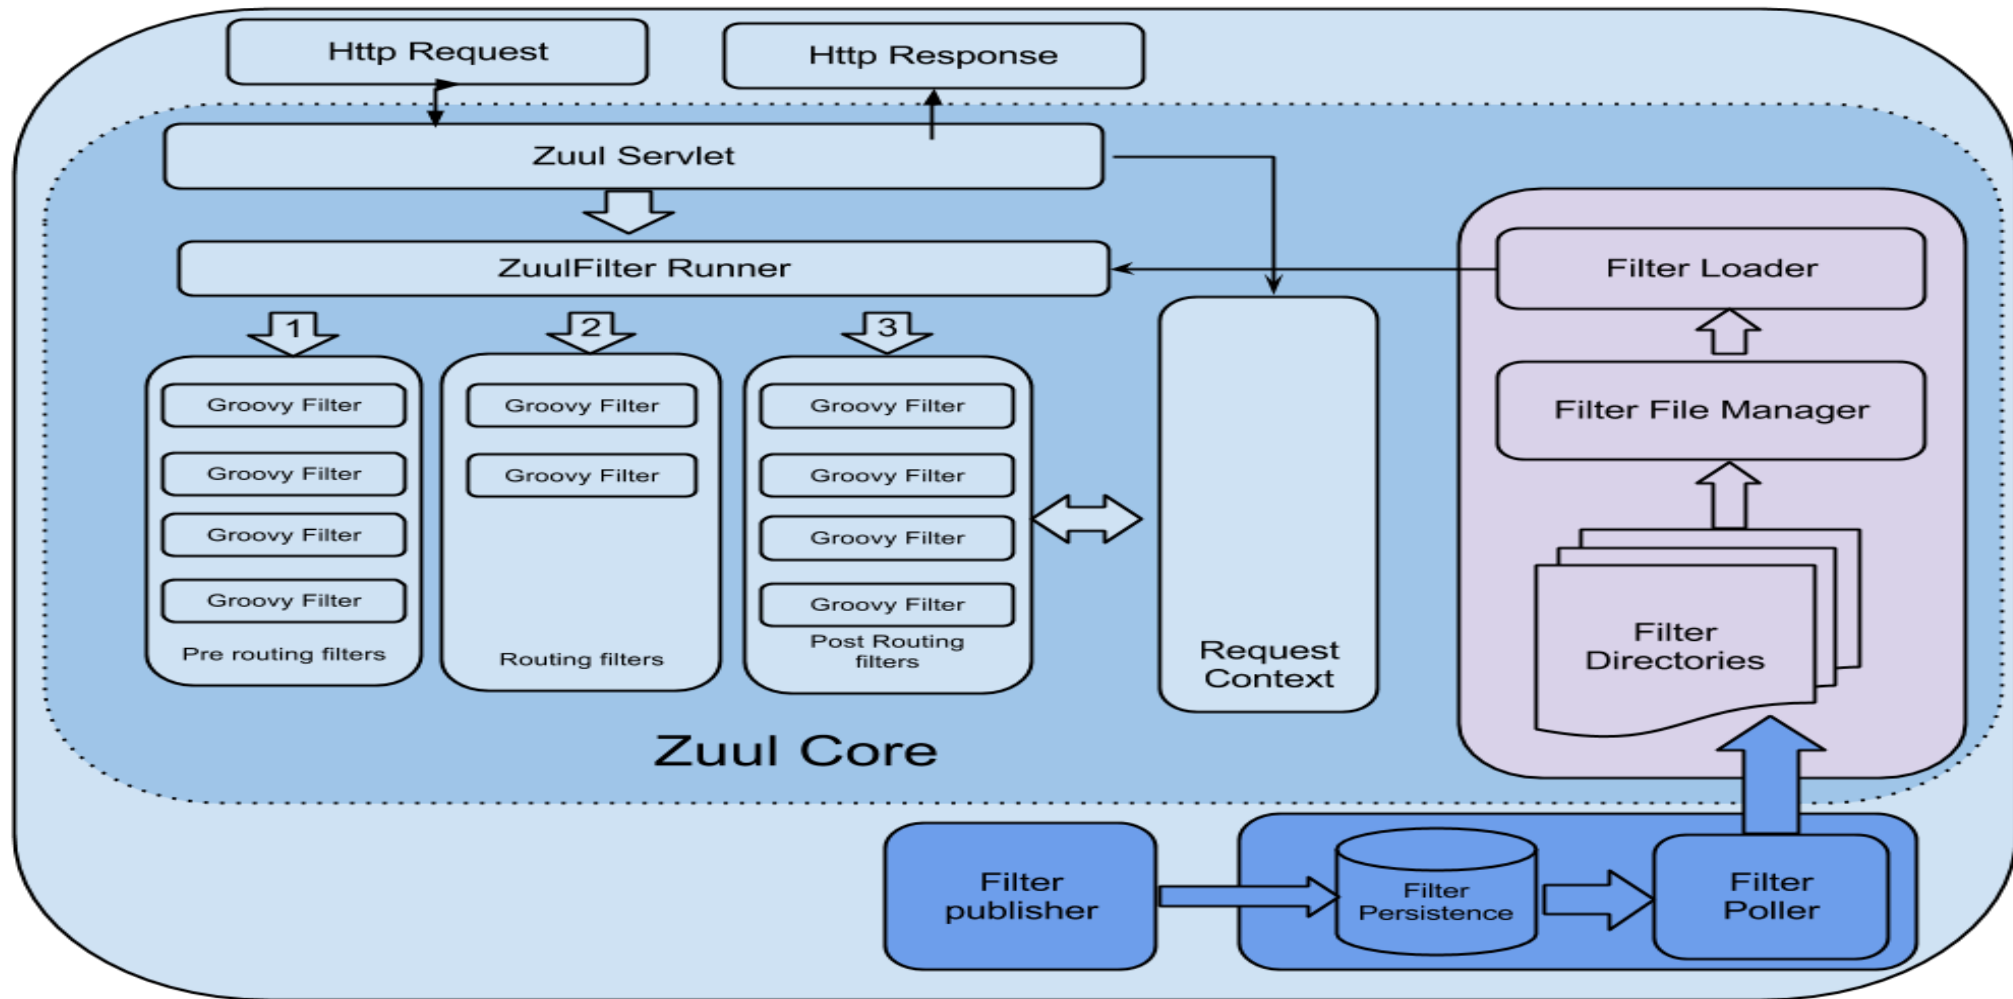 Http Request
Http Response
Zuul Servlet
ZuulFilter Runner
Filter Loader
1
2
3
Groovy Filter
Groovy Filter
Groovy Filter
Groovy Filter
Pre routing filters
Groovy Filter
Groovy Filter
Routing filters
Groovy Filter
Groovy Filter
Groovy Filter
Groovy Filter
Post Routing
filters
Request
Context
Filter File Manager
Filter
Directories
Zuul Core
Filter
publisher
Filter
Persistence
Filter
Poller